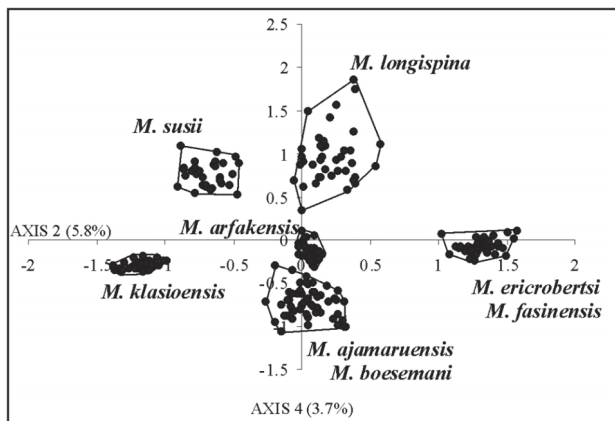 2.5
2
M. longispina
1.5
M. susii
1
0.5
M. arfakensis
AXIS 2 (5.8%)
0
-2
-1.5
-1
-0.5
0
0.5
1
1.5
2
M. klasioensis
-0.5
M. ericrobertsi
M. fasinensis
-1
M. ajamaruensis
M. boesemani
-1.5
AXIS 4 (3.7%)